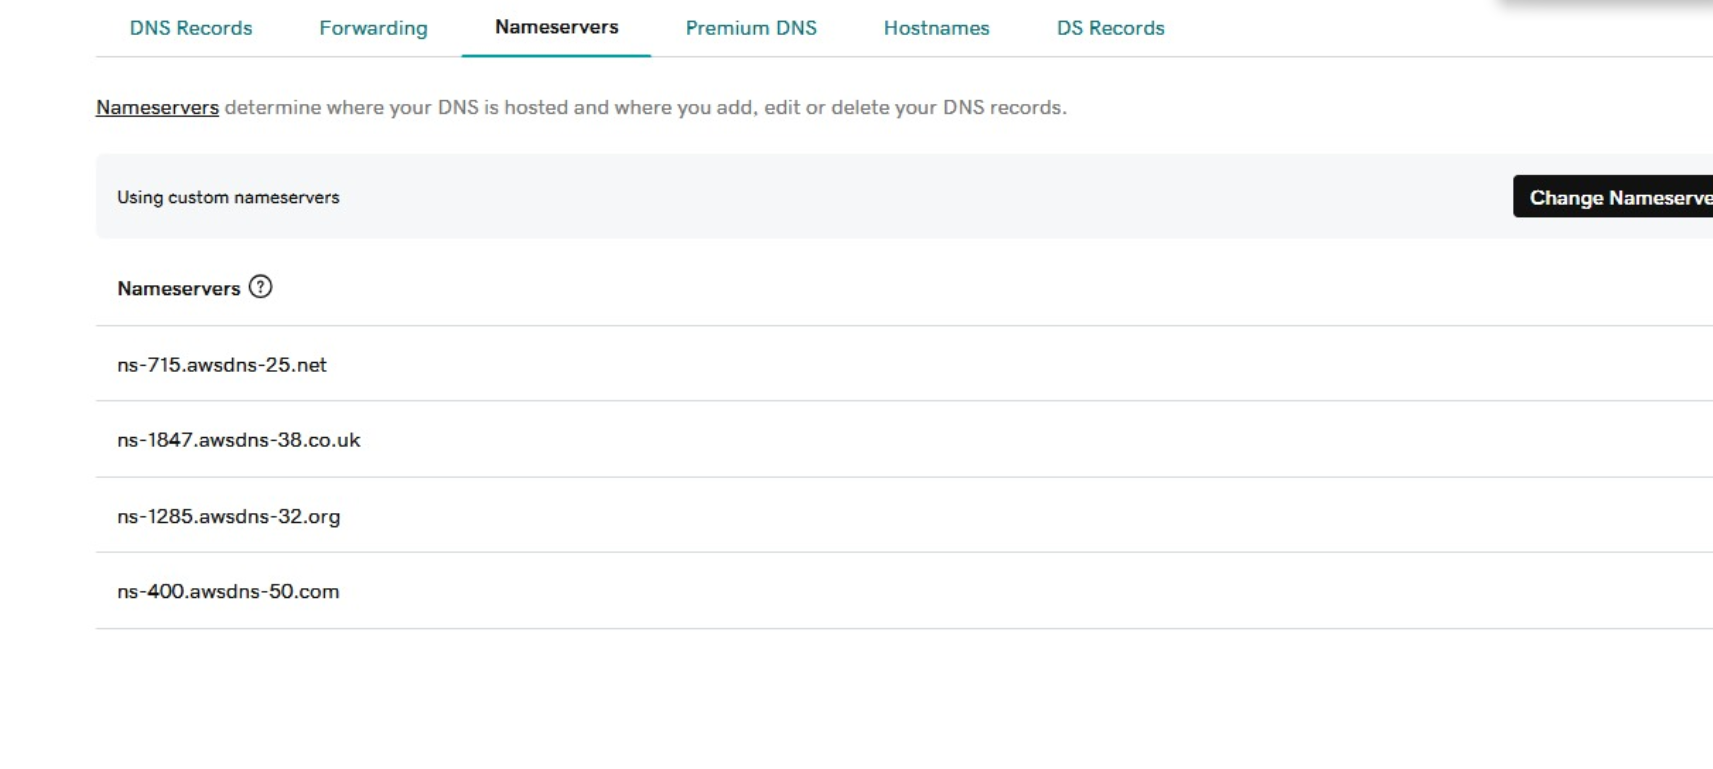 DNS Records Forwarding Nameservers Premium DNS Hostnames DS Records
Nameservers determine where your DNS is hosted and where you add, edit or delete your DNS records.
Using custom nameservers Change Nameserve
Nameservers ?
ns-715.awsdns-25.net
ns-1847.awsdns-38.co.uk
ns-1285.awsdns-32.org
ns-400.awsdns-50.com